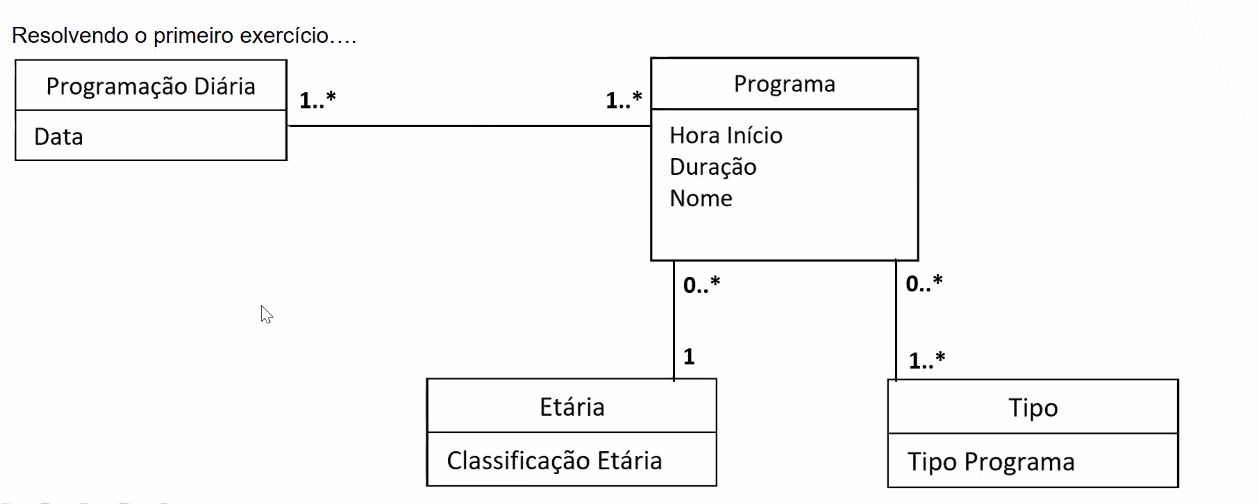 Resolvendo o primeiro exercício....
Programação Diária
Data
1..*
1..*
Programa
Hora Início
Duração
Nome
0..*
1
0..*
1..*
Etária
Classificação Etária
Tipo
Tipo Programa